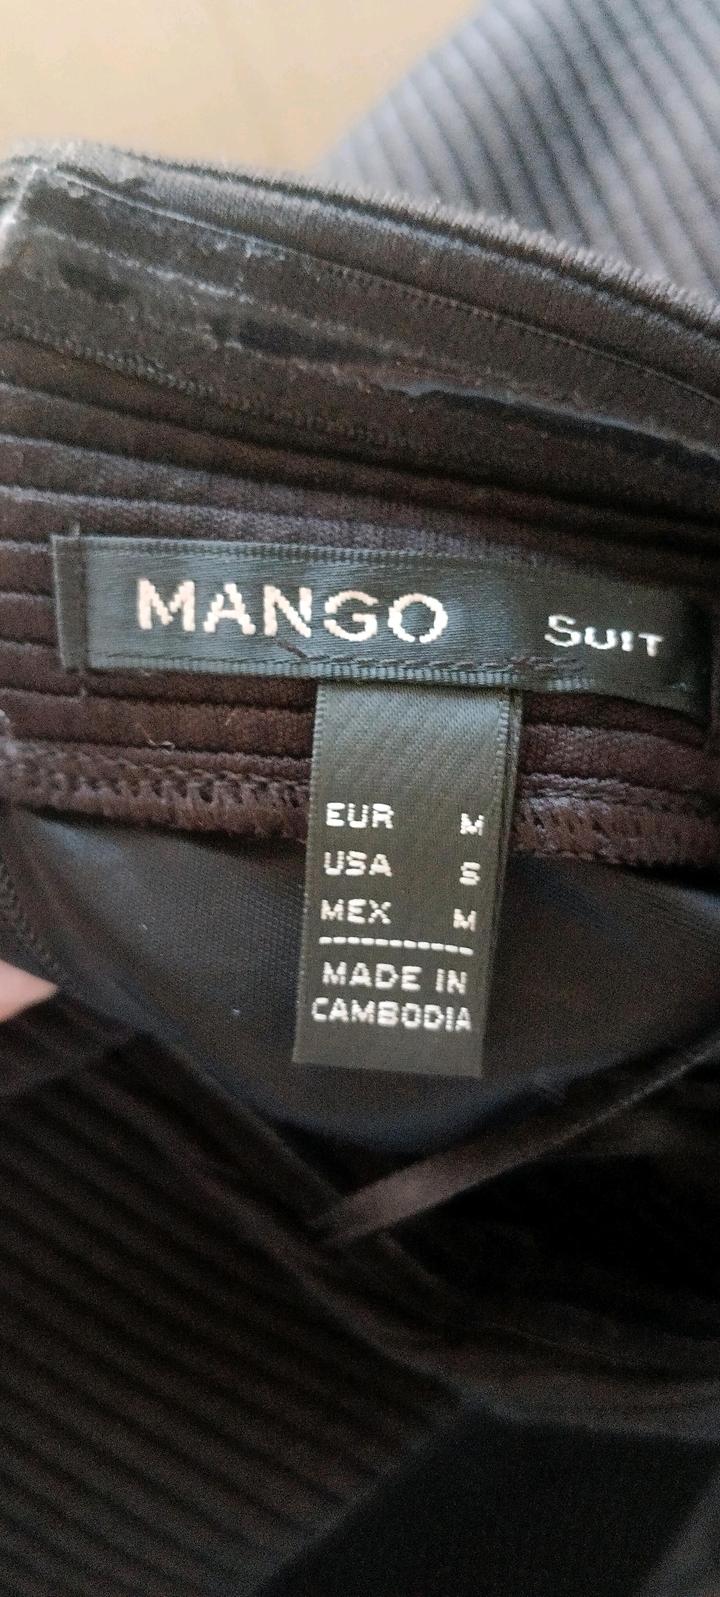 MANGO SUIT
EUR M
USA S
MEX M
MADE IN
CAMBODIA